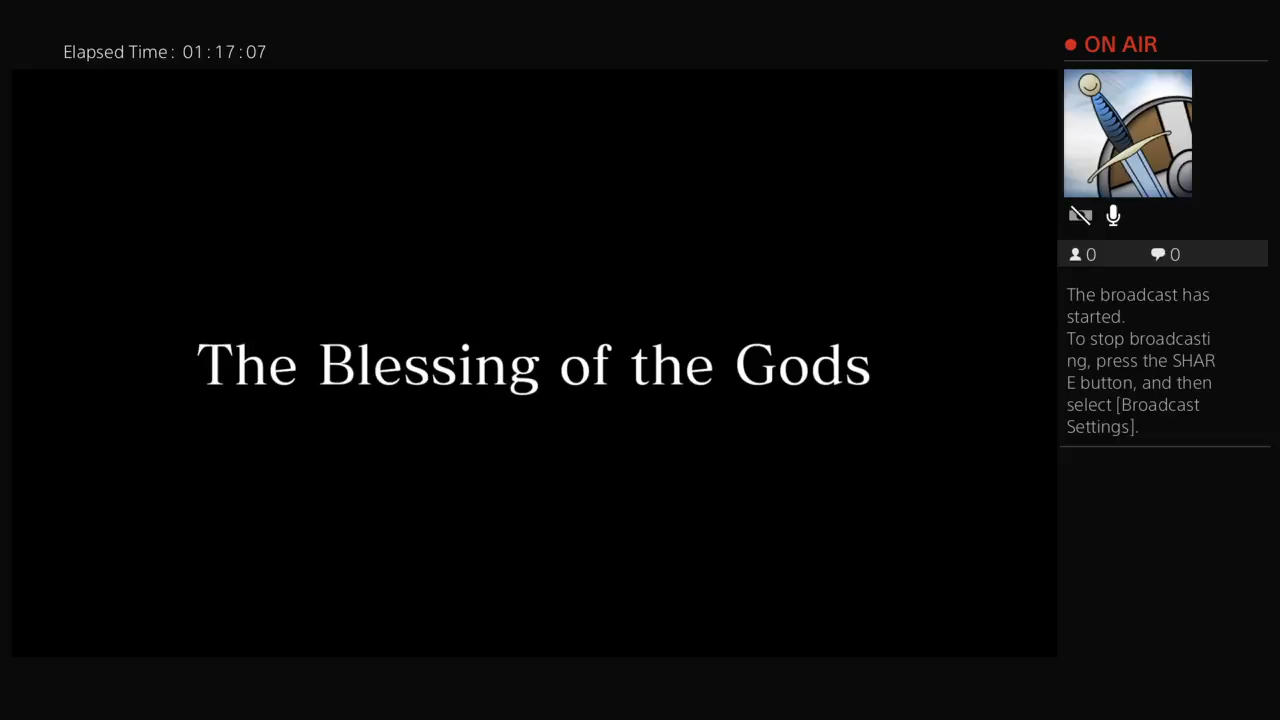 Elapsed Time: 01:17:07
ON AIR
The Blessing of the Gods
0 0
The broadcast has
started.
To stop broadcasti
ng, press the SHAR
E button, and then
select [Broadcast
Settings].